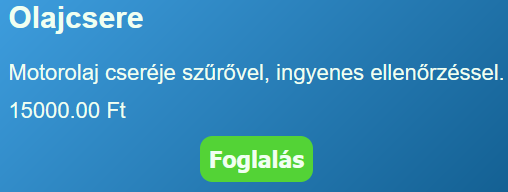 Olajcsere
Motorolaj cseréje szűrővel, ingyenes ellenőrzéssel.
15000.00 Ft
Foglalás